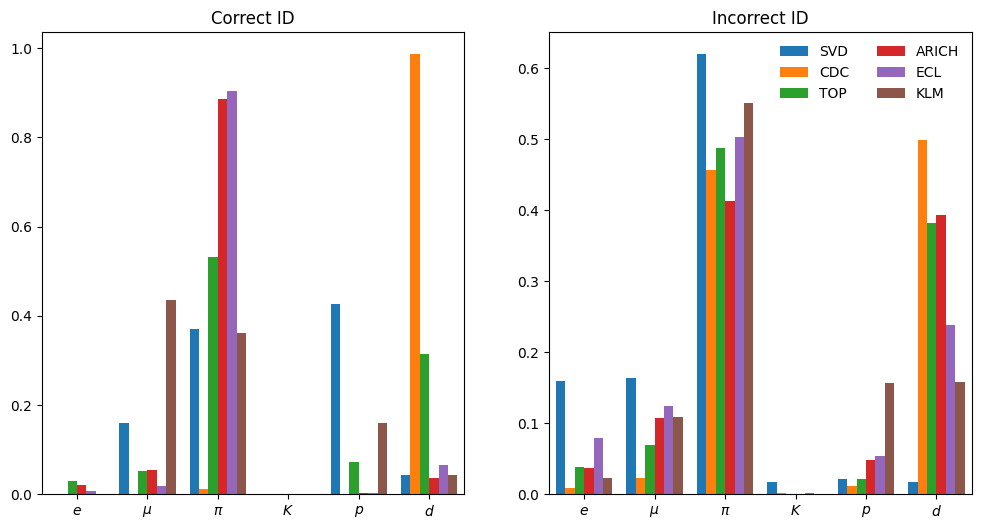 Correct ID
1.0
0.8
0.6
0.4
0.2
0.0
e μ π K p d
Incorrect ID
SVD ARICH
CDC ECL
TOP KLM
0.6
0.5
0.4
0.3
0.2
0.1
0.0
e μ π K p d